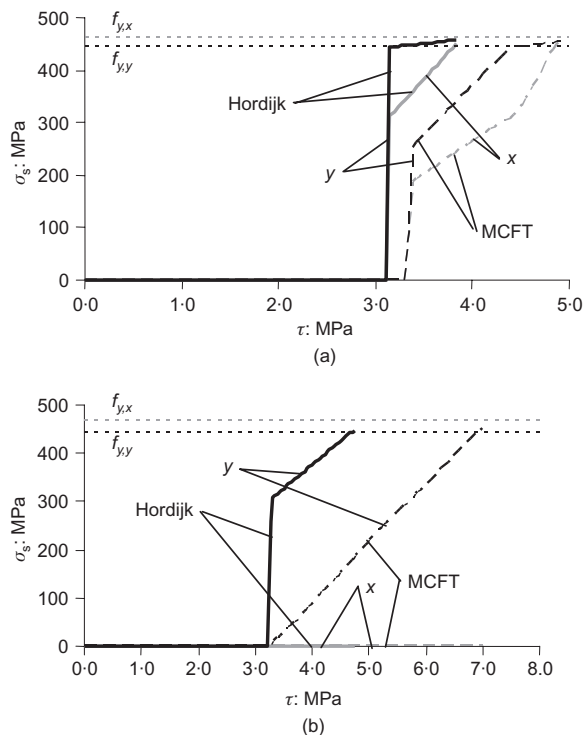 500
f_y,x
400
f_y,y
Hordijk
300
σ_s: MPa
200
y
x
100
MCFT
0
0·0 1·0 2·0 3·0 4·0 5·0
τ: MPa
(a)
500
f_y,x
400
f_y,y
y
300
Hordijk
σ_s: MPa
200
MCFT
x
100
0
0·0 1·0 2·0 3·0 4·0 5·0 6·0 7·0 8.0
τ: MPa
(b)